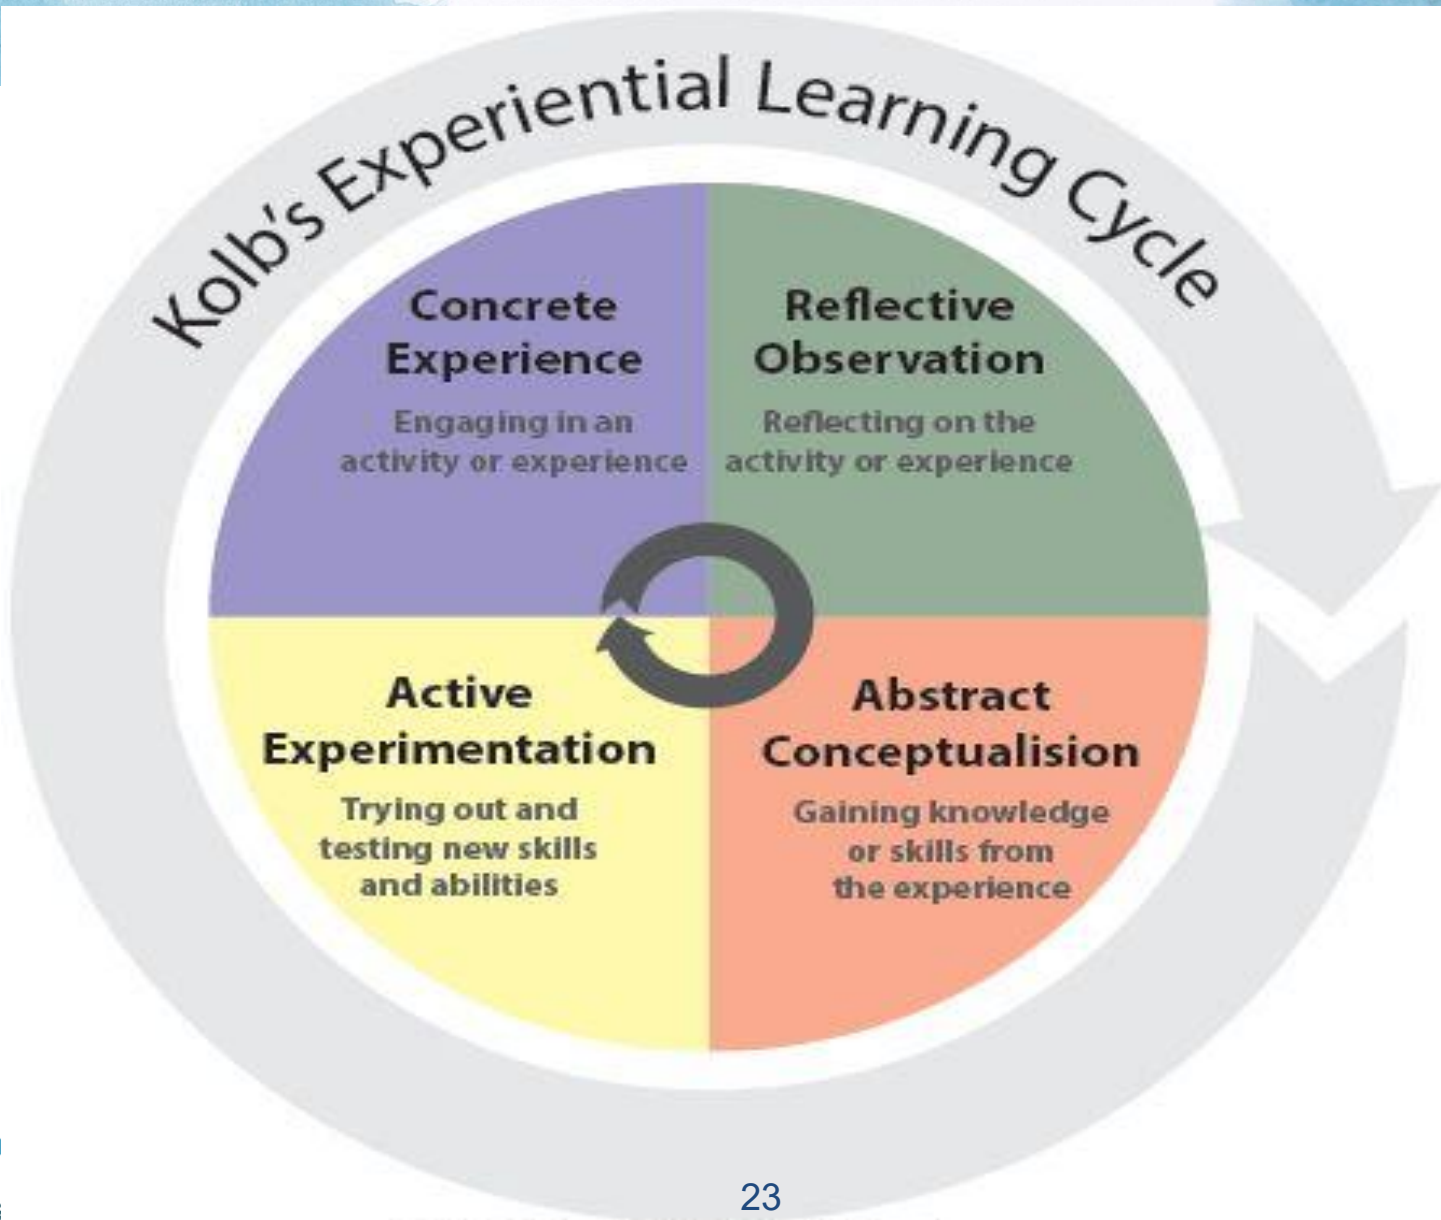 Kolb's Experiential Learning Cycle
Concrete
Experience
Engaging in an
activity or experience
Reflective
Observation
Reflecting on the
activity or experience
Active
Experimentation
Trying out and
testing new skills
and abilities
Abstract
Conceptualision
Gaining knowledge
or skills from
the experience
23